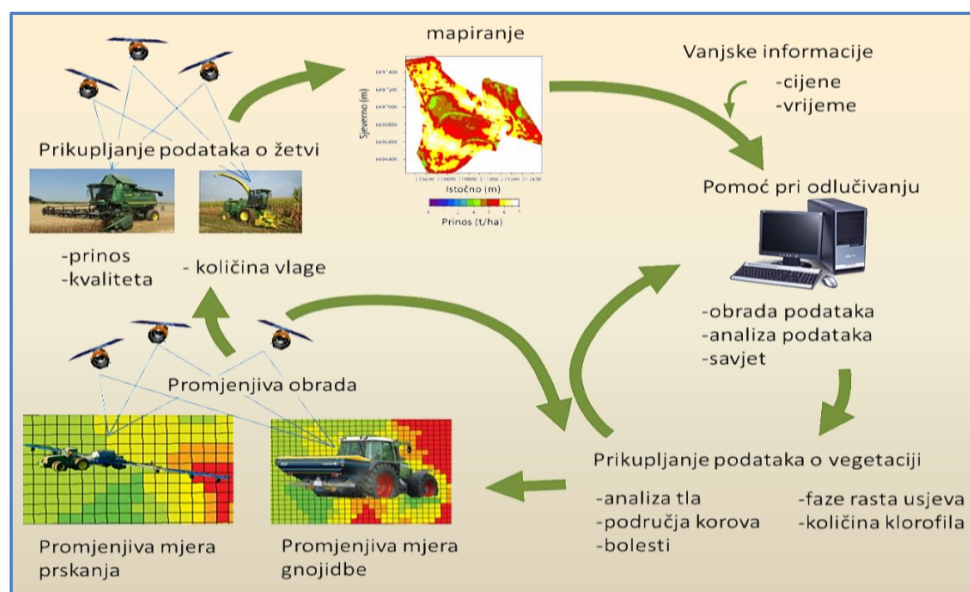 mapiranje
Sjeverno (m)
Istočno (m)
Prinos (t/ha)
Vanjske informacije
-cijene
-vrijeme
Prikupljanje podataka o žetvi
-prinos
-kvaliteta
- količina vlage
Pomoć pri odlučivanju
-obrada podataka
-analiza podataka
-savjet
Promjenjiva obrada
Promjenjiva mjera
prskanja
Promjenjiva mjera
gnojidbe
Prikupljanje podataka o vegetaciji
-analiza tla
-područja korova
-bolesti
-faze rasta usjeva
-količina klorofila